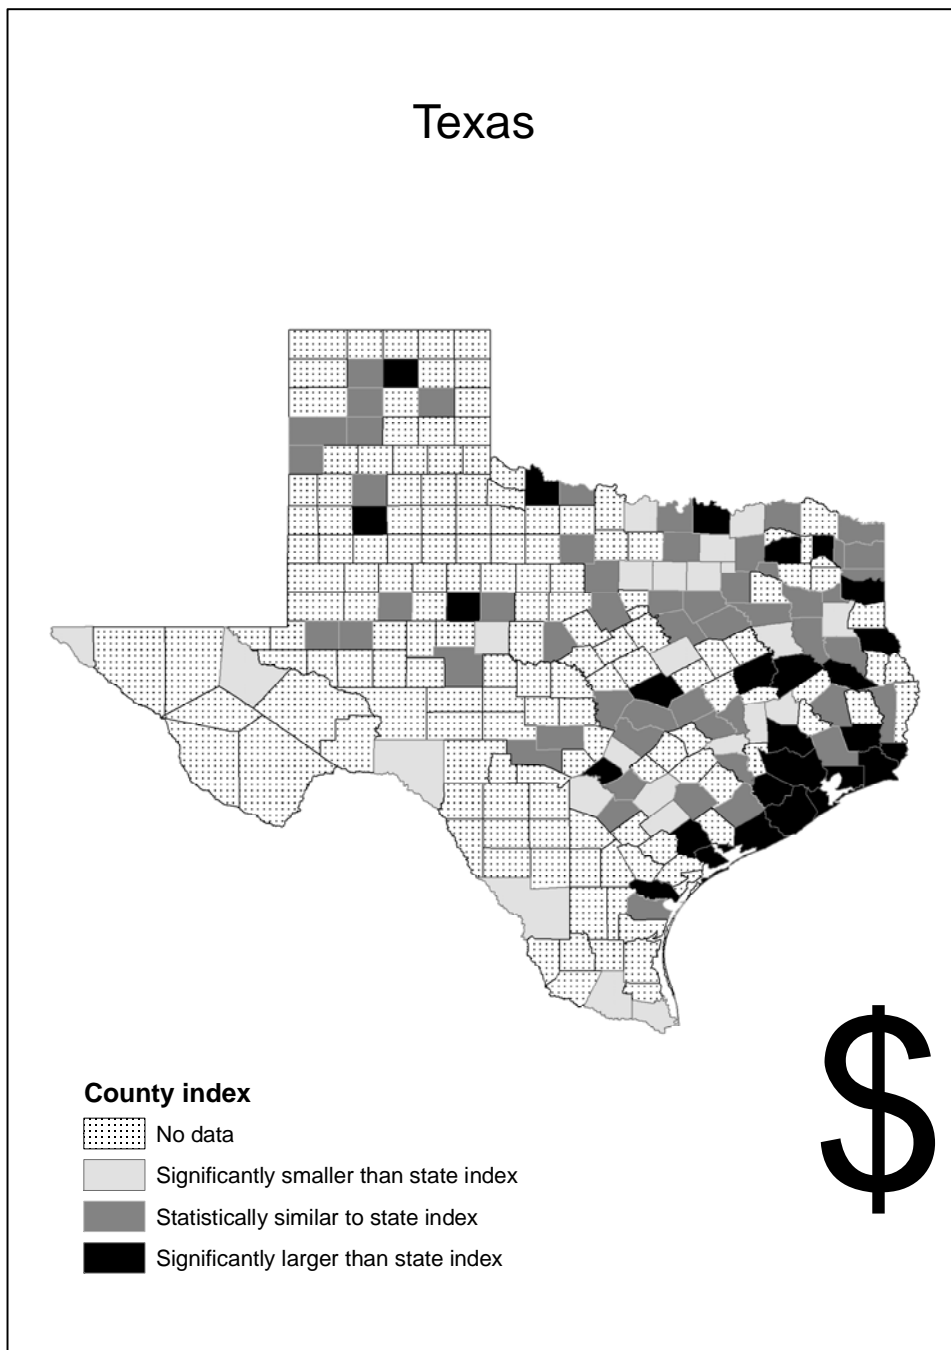 Texas
$
County index
No data
Significantly smaller than state index
Statistically similar to state index
Significantly larger than state index